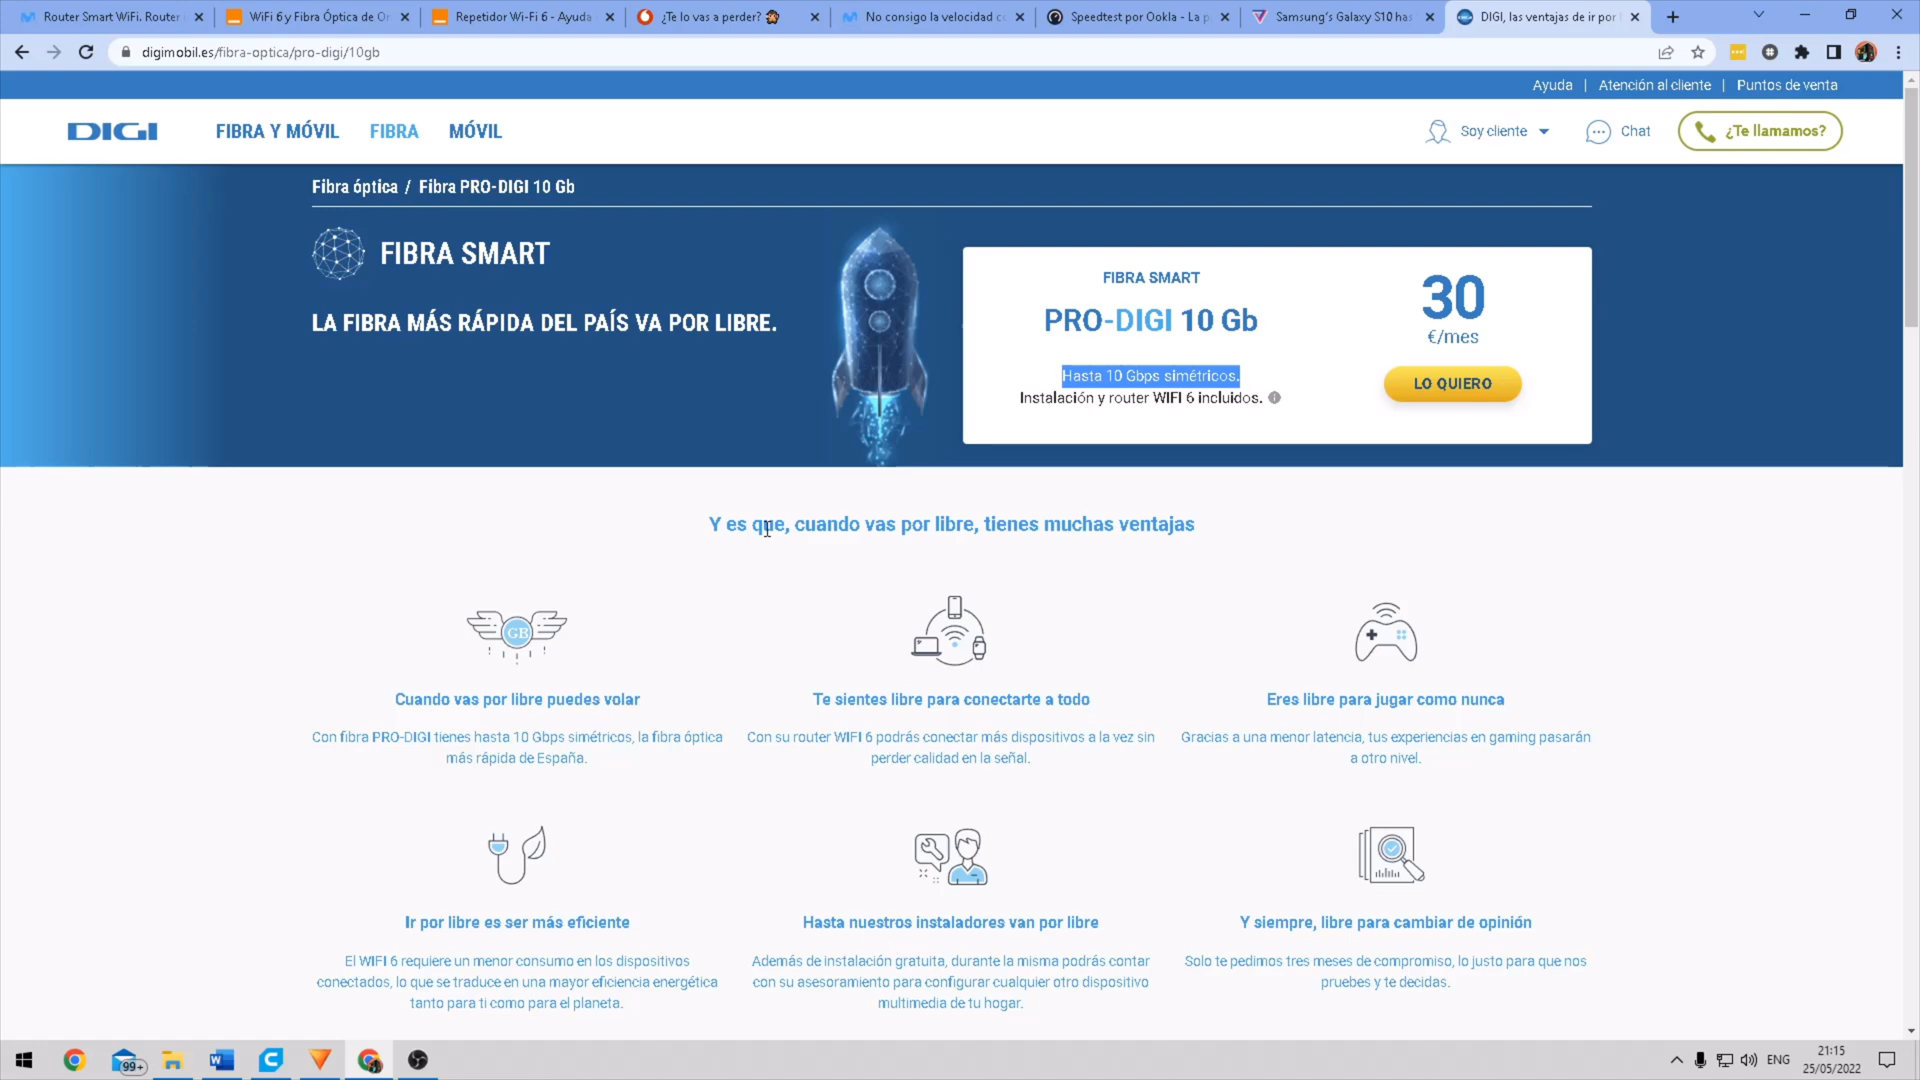 Router Smart WiFi. Router
WiFi 6 y Fibra Óptica de Or
Repetidor Wi-Fi 6 - Ayuda
¿Te lo vas a perder?
No consigo la velocidad c
Speedtest por Ookla - La p
Samsung's Galaxy S10 has
DIGI, las ventajas de ir por
digimobil.es/fibra-optica/pro-digi/10gb
Ayuda | Atención al cliente | Puntos de venta
DIGI
FIBRA Y MÓVIL
FIBRA
MÓVIL
Soy cliente
Chat
¿Te llamamos?
Fibra óptica / Fibra PRO-DIGI 10 Gb
FIBRA SMART
LA FIBRA MÁS RÁPIDA DEL PAÍS VA POR LIBRE.
FIBRA SMART
PRO-DIGI 10 Gb
Hasta 10 Gbps simétricos.
Instalación y router WIFI 6 incluidos.
30
€/mes
LO QUIERO
Y es que, cuando vas por libre, tienes muchas ventajas
GB
Cuando vas por libre puedes volar
Con fibra PRO-DIGI tienes hasta 10 Gbps simétricos, la fibra óptica
más rápida de España.
Te sientes libre para conectarte a todo
Con su router WIFI 6 podrás conectar más dispositivos a la vez sin
perder calidad en la señal.
Eres libre para jugar como nunca
Gracias a una menor latencia, tus experiencias en gaming pasarán
a otro nivel.
Ir por libre es ser más eficiente
El WIFI 6 requiere un menor consumo en los dispositivos
conectados, lo que se traduce en una mayor eficiencia energética
tanto para ti como para el planeta.
Hasta nuestros instaladores van por libre
Además de instalación gratuita, durante la misma podrás contar
con su asesoramiento para configurar cualquier otro dispositivo
multimedia de tu hogar.
Y siempre, libre para cambiar de opinión
Solo te pedimos tres meses de compromiso, lo justo para que nos
pruebes y te decidas.
99+
ENG
21:15
25/05/2022